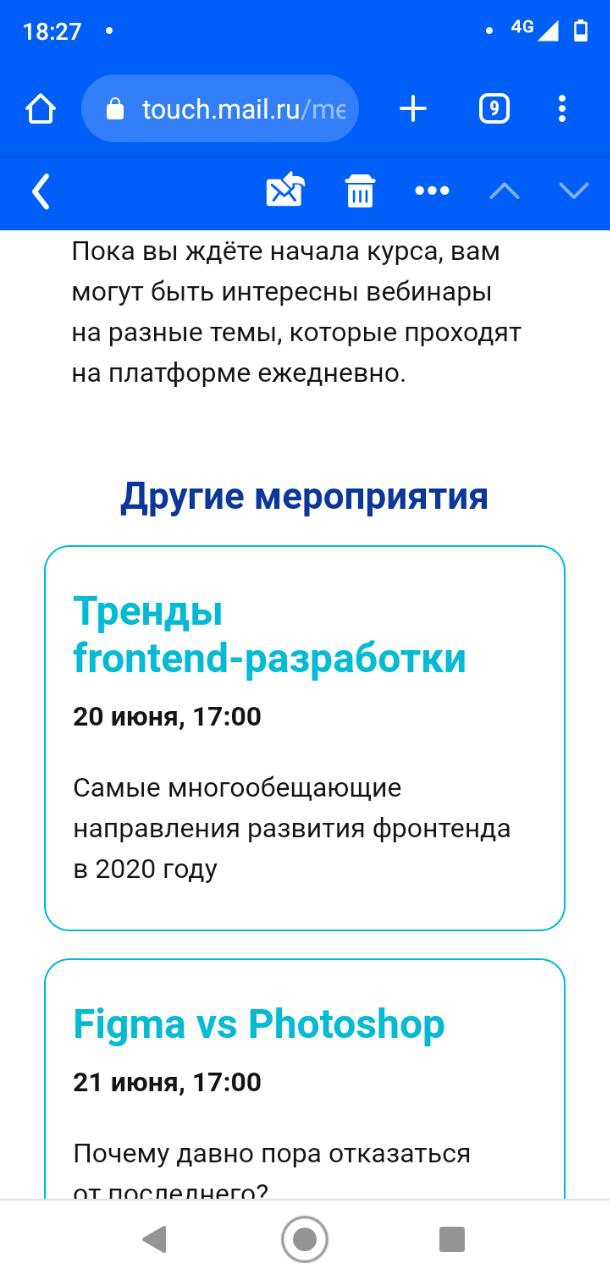 18:27
4G
touch.mail.ru/me
9
Пока вы ждёте начала курса, вам
могут быть интересны вебинары
на разные темы, которые проходят
на платформе ежедневно.
Другие мероприятия
Тренды
frontend-разработки
20 июня, 17:00
Самые многообещающие
направления развития фронтенда
в 2020 году
Figma vs Photoshop
21 июня, 17:00
Почему давно пора отказаться
от последнего?